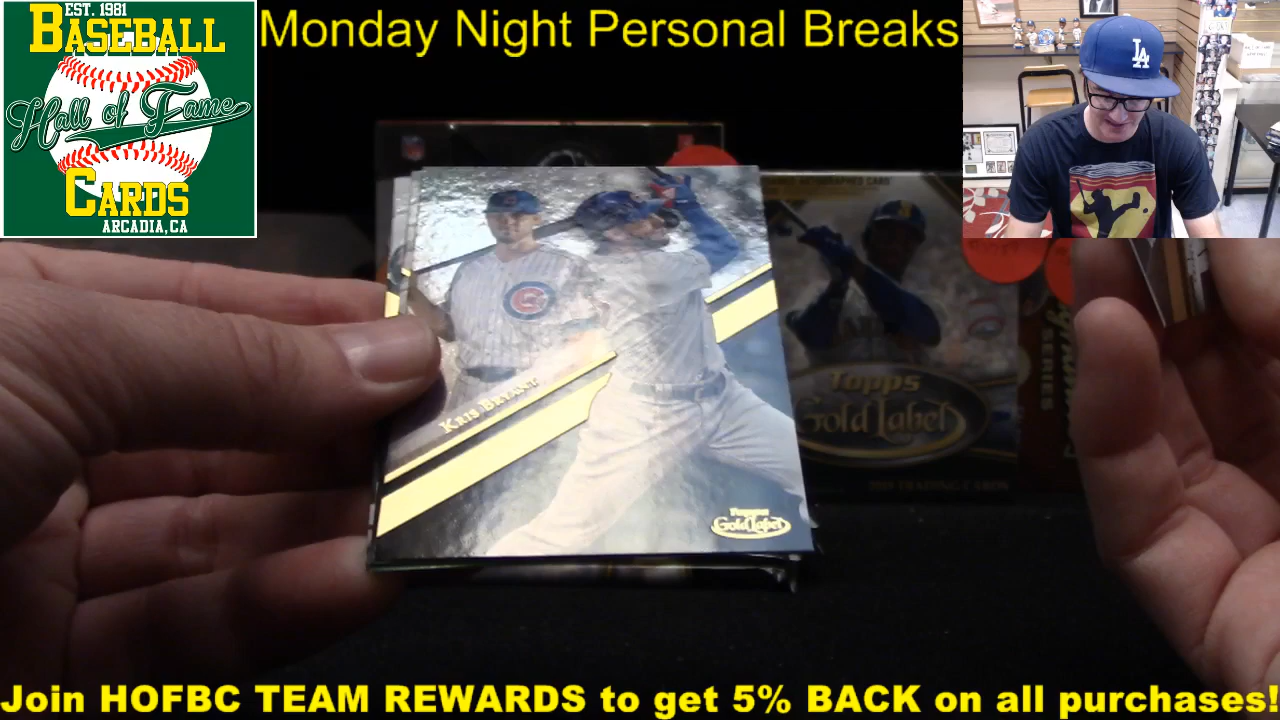 EST. 1981
BASEBALL
Hall of Fame
CARDS
ARCADIA,CA
Monday Night Personal Breaks
LA
KRIS BRYANT
Topps
Gold Label
Topps
Gold Label
SERIES
Join HOFBC TEAM REWARDS to get 5% BACK on all purchases!